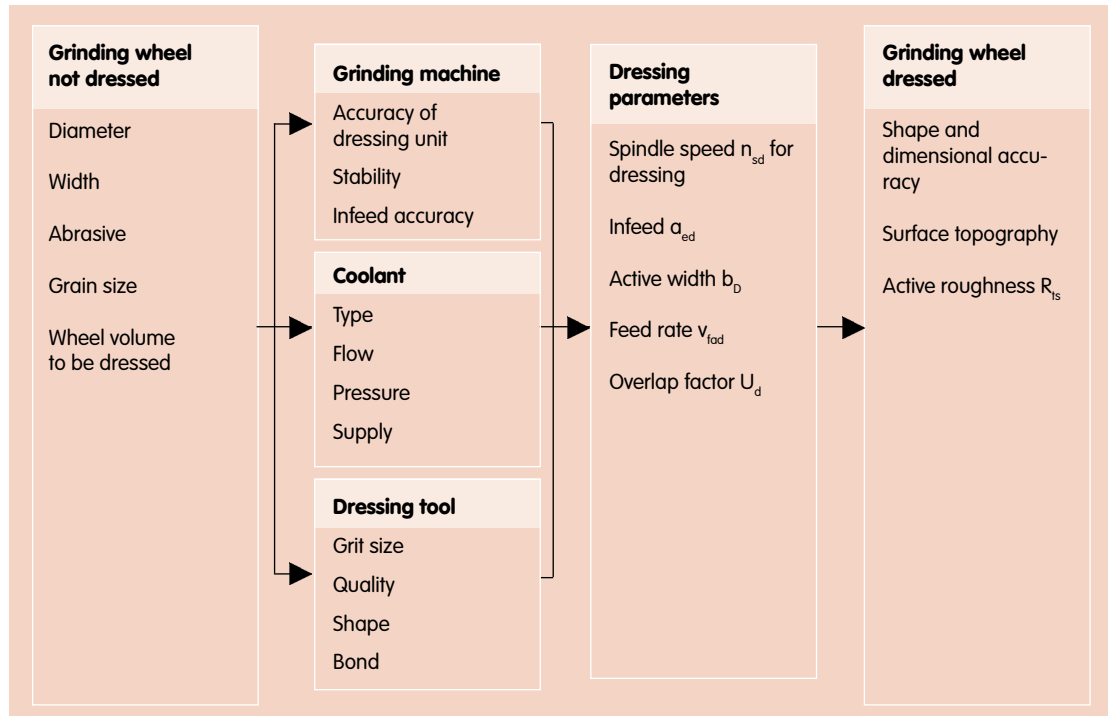 Grinding wheel
not dressed
Diameter
Width
Abrasive
Grain size
Wheel volume
to be dressed
Grinding machine
Accuracy of
dressing unit
Stability
Infeed accuracy
Coolant
Type
Flow
Pressure
Supply
Dressing tool
Grit size
Quality
Shape
Bond
Dressing
parameters
Spindle speed n_sd for
dressing
Infeed a_ed
Active width b_D
Feed rate v_fad
Overlap factor U_d
Grinding wheel
dressed
Shape and
dimensional accu-
racy
Surface topography
Active roughness R_ts